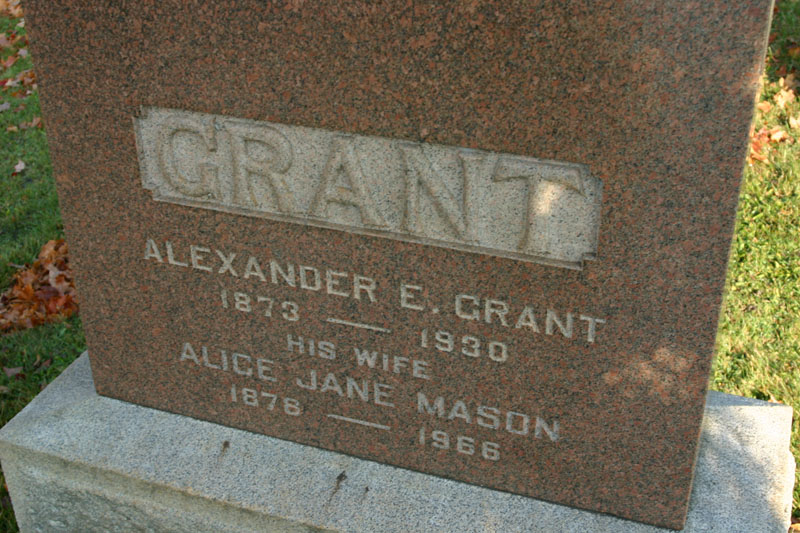 GRANT
ALEXANDER E. GRANT
1873 — 1930
HIS WIFE
ALICE JANE MASON
1876 — 1966